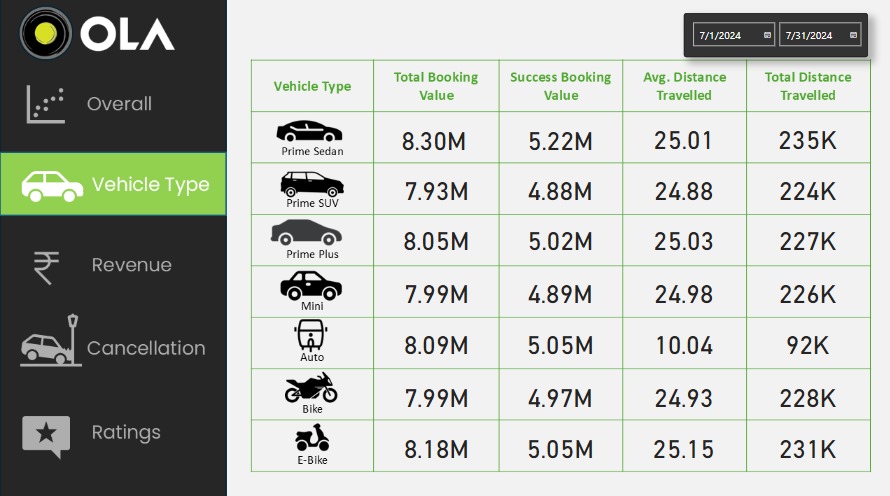 OLA
7/1/2024 7/31/2024
Overall
Vehicle Type
Revenue
Cancellation
Ratings
Vehicle Type Total Booking Value Success Booking Value Avg. Distance Travelled Total Distance Travelled
Prime Sedan 8.30M 5.22M 25.01 235K
Prime SUV 7.93M 4.88M 24.88 224K
Prime Plus 8.05M 5.02M 25.03 227K
Mini 7.99M 4.89M 24.98 226K
Auto 8.09M 5.05M 10.04 92K
Bike 7.99M 4.97M 24.93 228K
E-Bike 8.18M 5.05M 25.15 231K